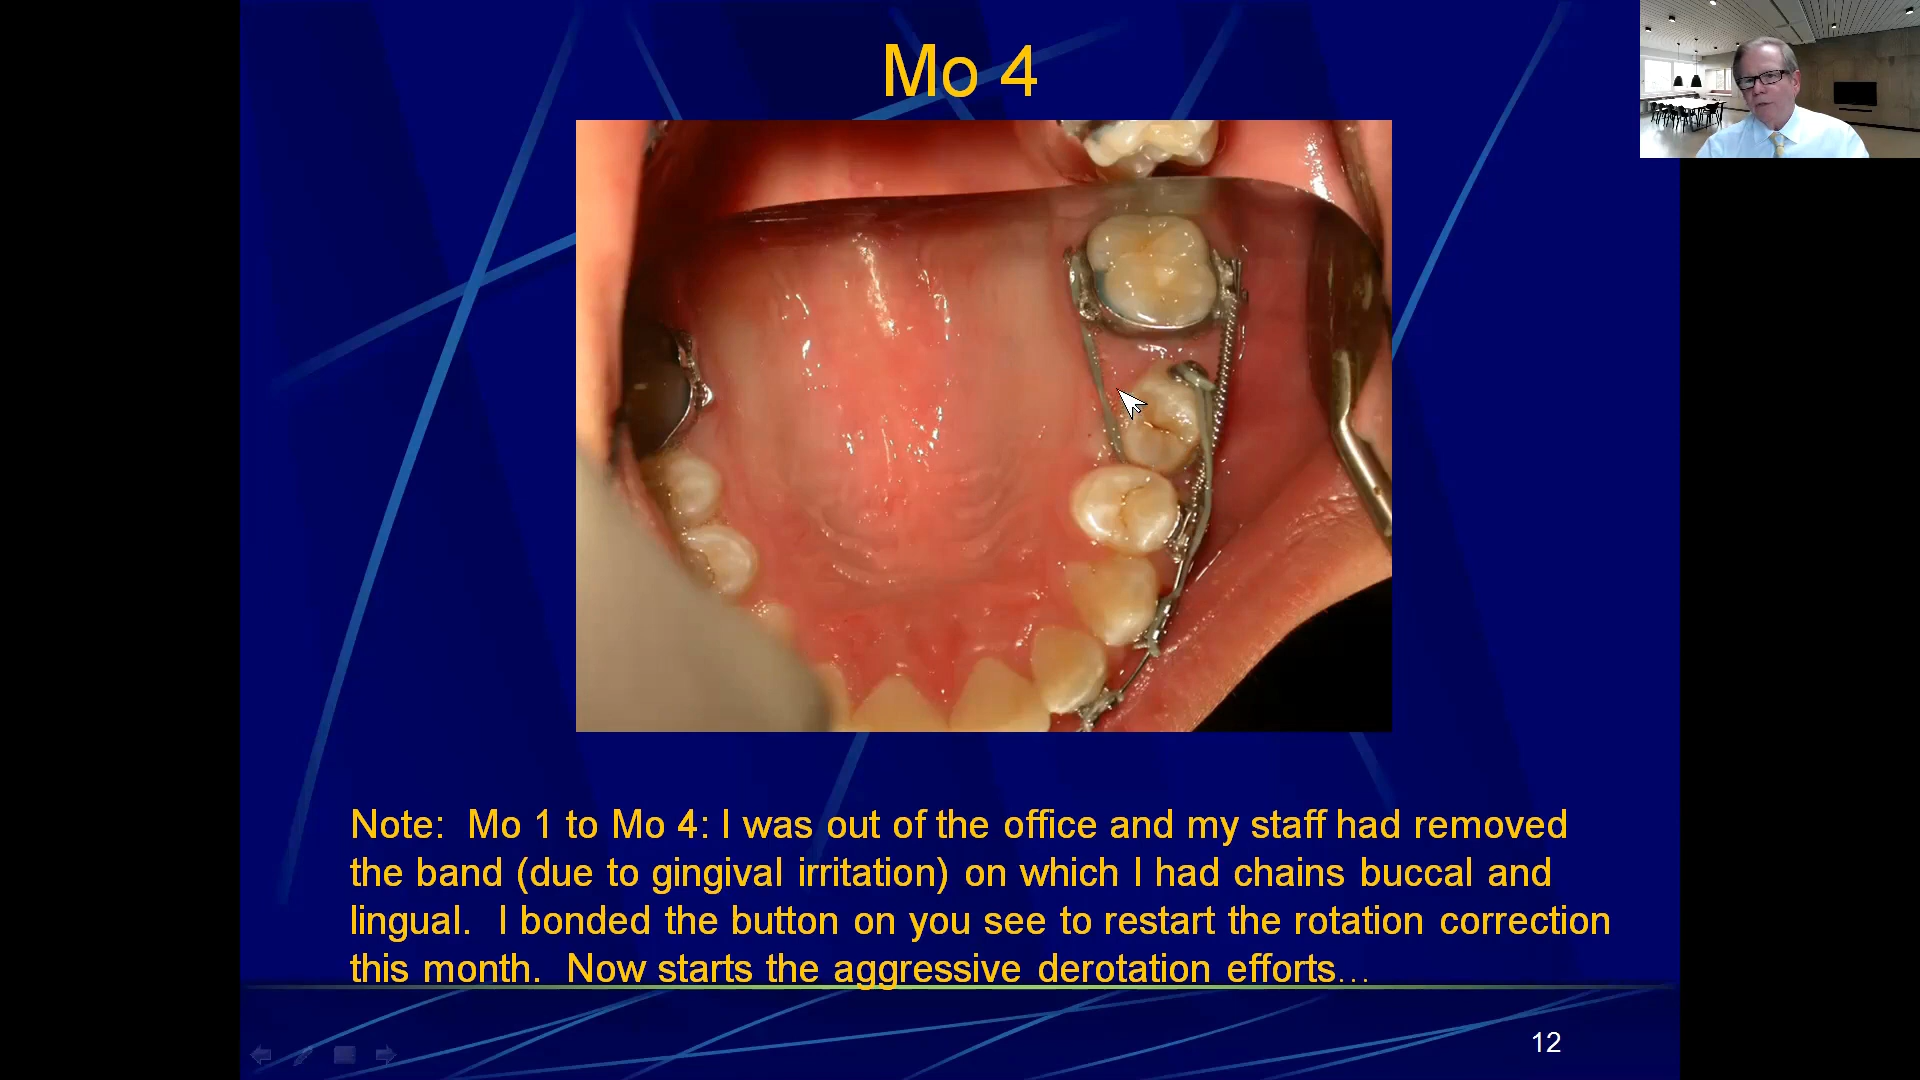 Mo 4
Note:  Mo 1 to Mo 4: I was out of the office and my staff had removed
the band (due to gingival irritation) on which I had chains buccal and
lingual.  I bonded the button on you see to restart the rotation correction
this month.  Now starts the aggressive derotation efforts…
12